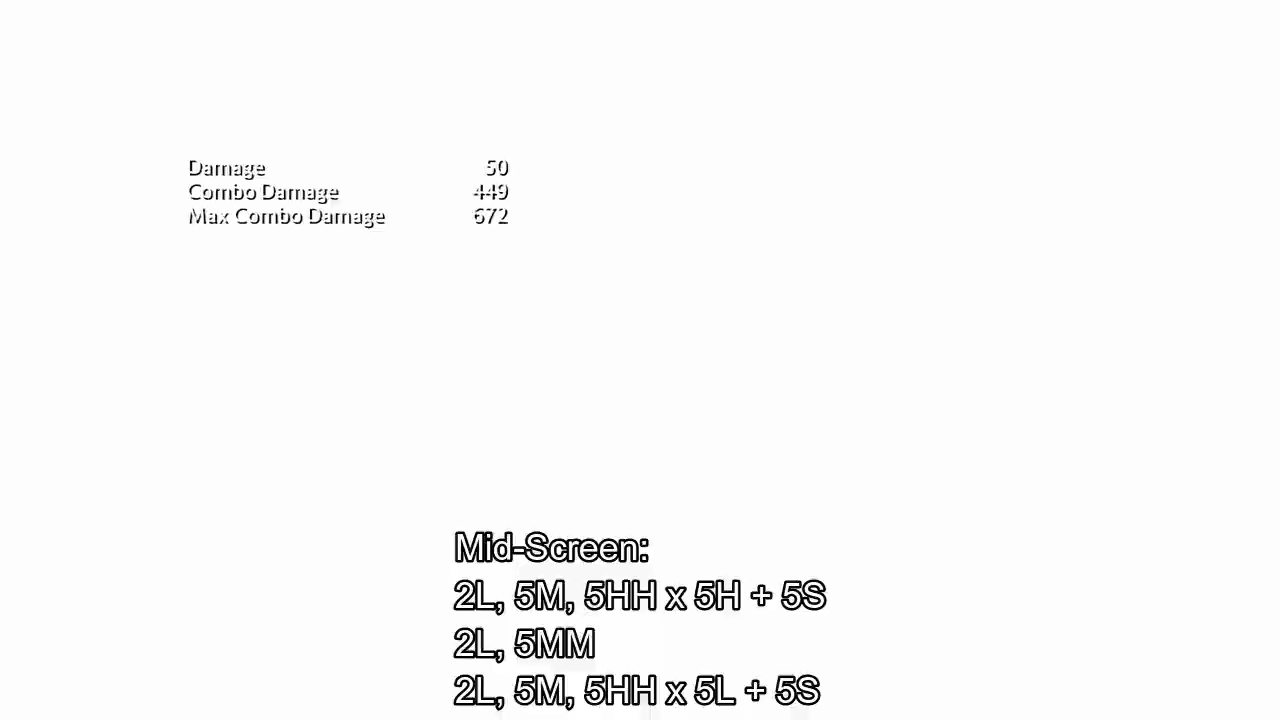 Damage 50
Combo Damage 449
Max Combo Damage 672
Mid-Screen:
2L, 5M, 5HH x 5H + 5S
2L, 5MM
2L, 5M, 5HH x 5L + 5S